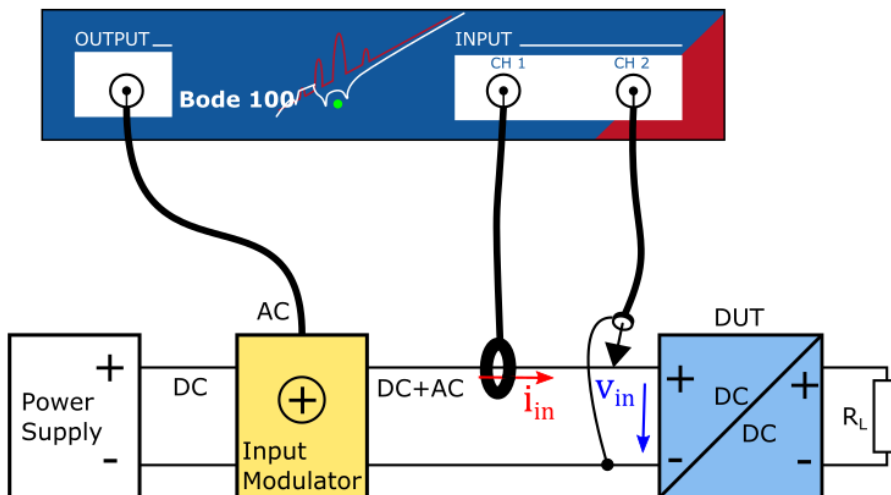 OUTPUT
INPUT
CH 1
CH 2
Bode 100
AC
DUT
+
DC
DC+AC
+
+
Power
Supply
i_in
v_in
DC
DC
R_L
-
Input
Modulator
-
-
+